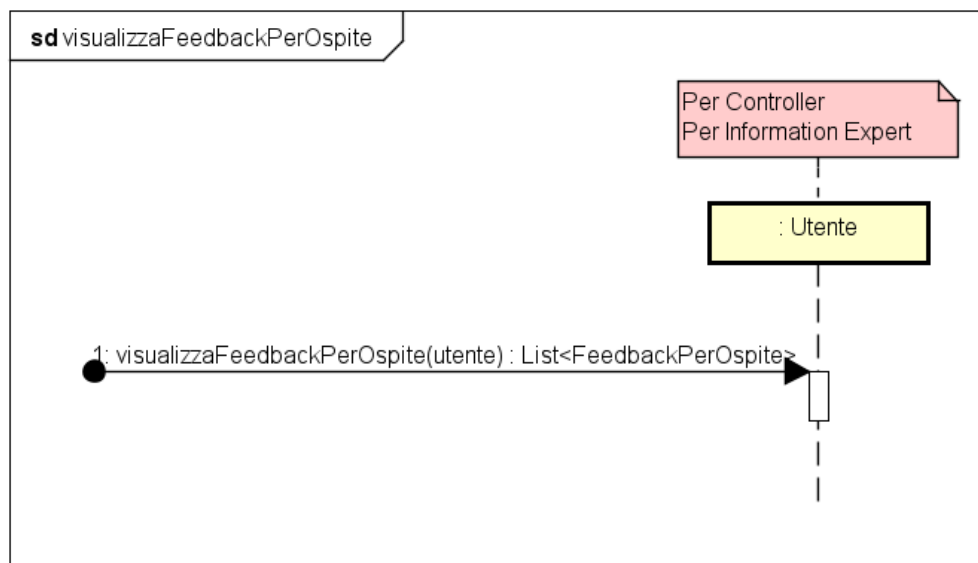 sd visualizzaFeedbackPerOspite
Per Controller
Per Information Expert
: Utente
1: visualizzaFeedbackPerOspite(utente) : List<FeedbackPerOspite>